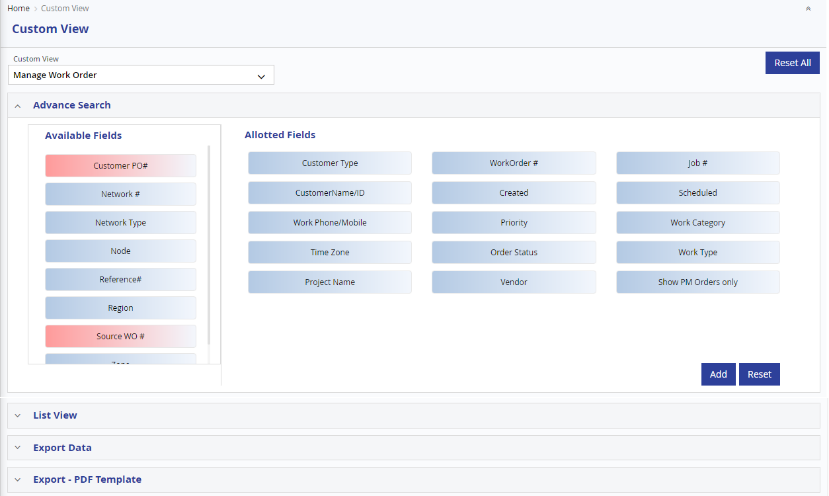 Home > Custom View
Custom View
Custom View
Manage Work Order
Reset All
Advance Search
Available Fields
Customer PO#
Network #
Network Type
Node
Reference#
Region
Source WO #
Zone
Allotted Fields
Customer Type
WorkOrder #
Job #
CustomerName/ID
Created
Scheduled
Work Phone/Mobile
Priority
Work Category
Time Zone
Order Status
Work Type
Project Name
Vendor
Show PM Orders only
Add
Reset
List View
Export Data
Export - PDF Template